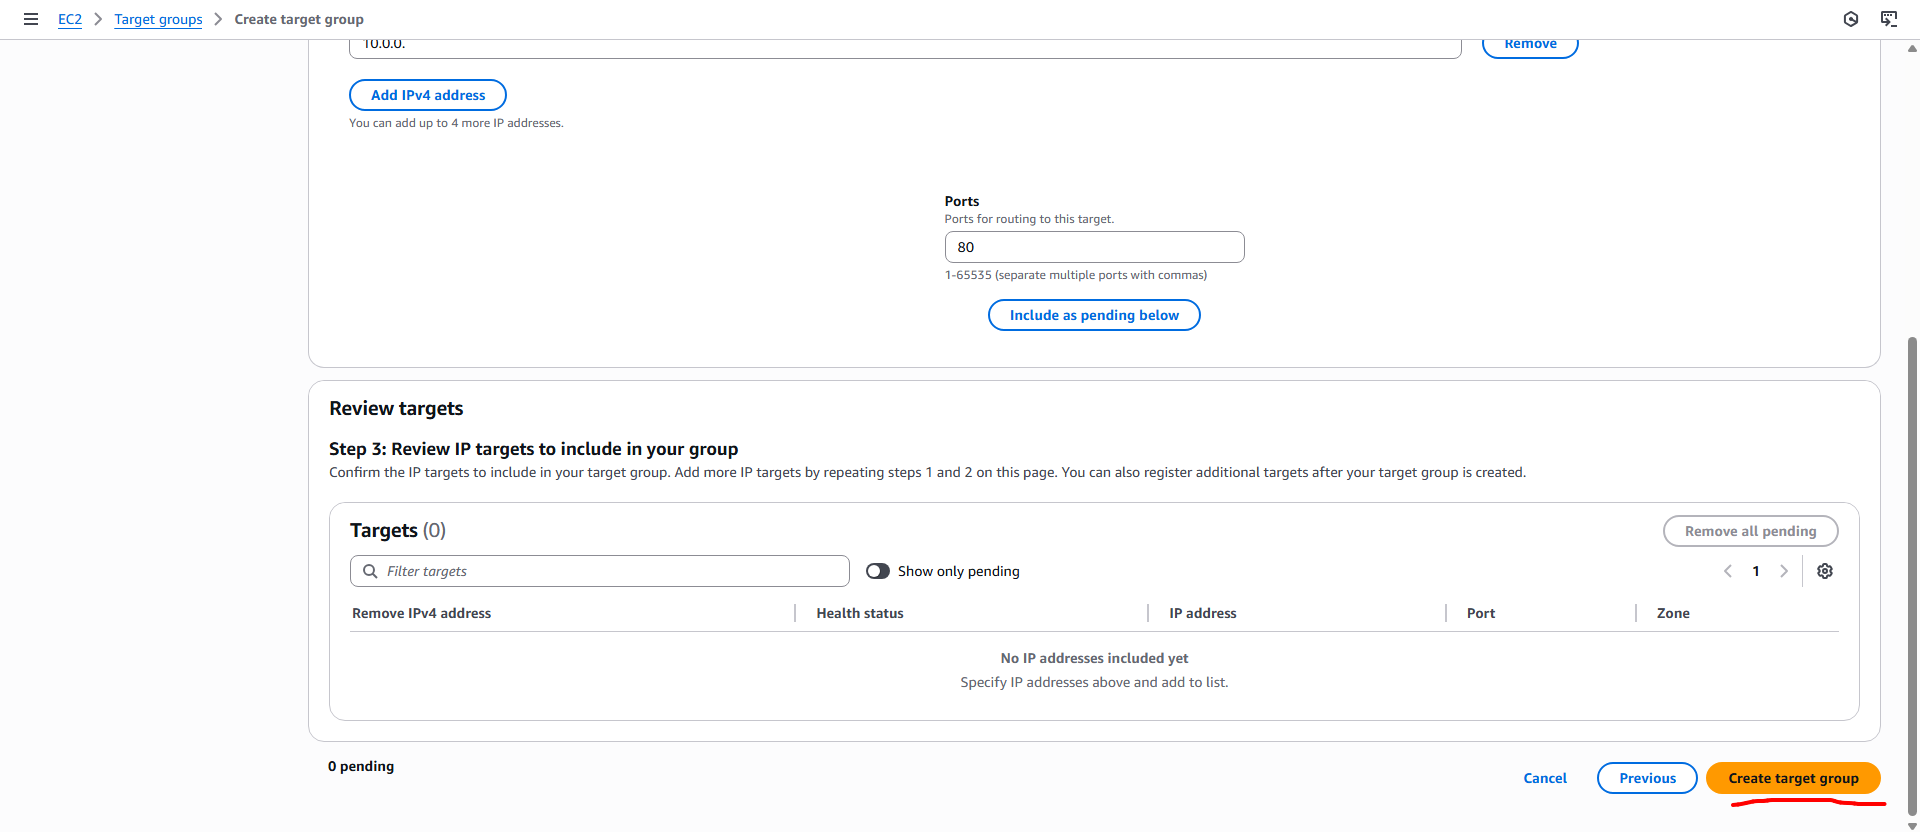 EC2 > Target groups > Create target group
10.0.0.
Remove
Add IPv4 address
You can add up to 4 more IP addresses.
Ports
Ports for routing to this target.
80
1-65535 (separate multiple ports with commas)
Include as pending below
Review targets
Step 3: Review IP targets to include in your group
Confirm the IP targets to include in your target group. Add more IP targets by repeating steps 1 and 2 on this page. You can also register additional targets after your target group is created.
Targets (0)
Remove all pending
Filter targets
Show only pending
1
Remove IPv4 address
Health status
IP address
Port
Zone
No IP addresses included yet
Specify IP addresses above and add to list.
0 pending
Cancel
Previous
Create target group